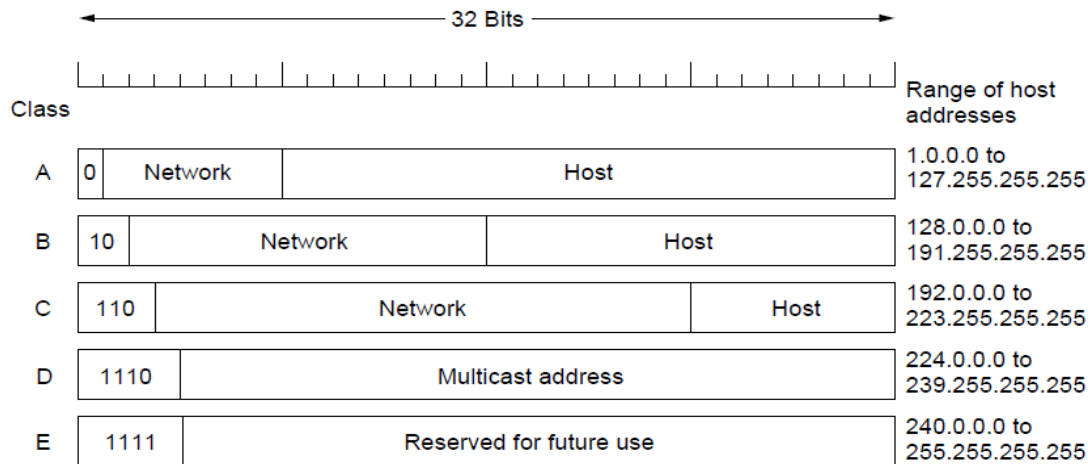 32 Bits
Class
Range of host
addresses
A
0
Network
Host
1.0.0.0 to
127.255.255.255
B
10
Network
Host
128.0.0.0 to
191.255.255.255
C
110
Network
Host
192.0.0.0 to
223.255.255.255
D
1110
Multicast address
224.0.0.0 to
239.255.255.255
E
1111
Reserved for future use
240.0.0.0 to
255.255.255.255